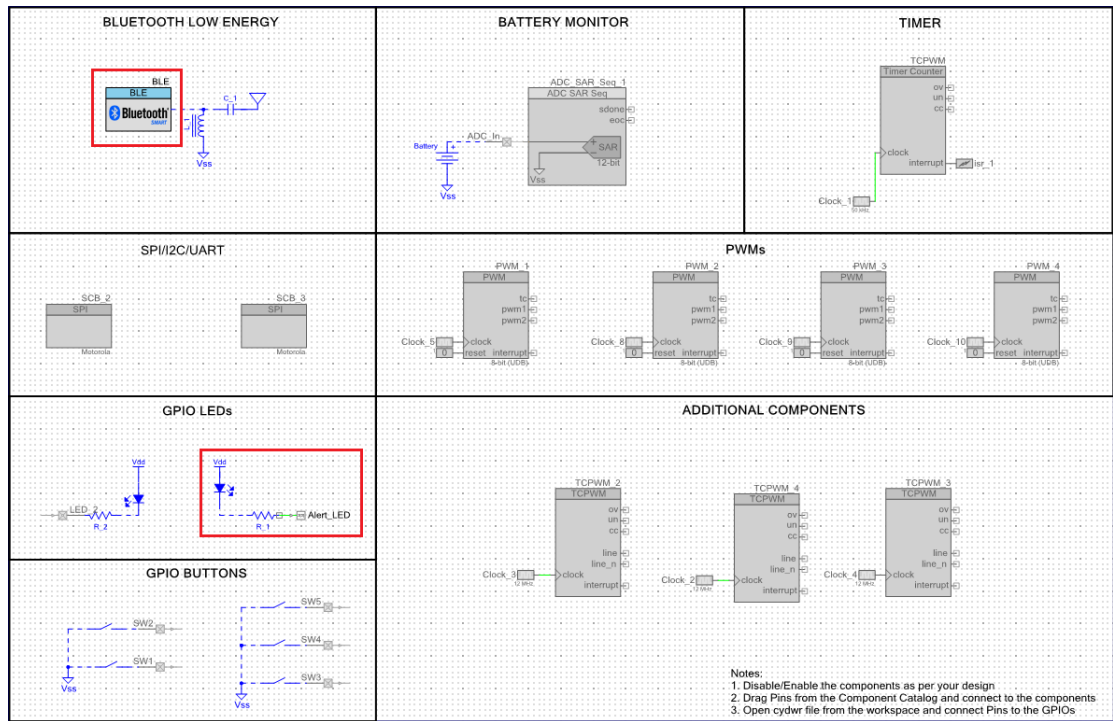 BLUETOOTH LOW ENERGY
BATTERY MONITOR
TIMER
BLE
BLE
Bluetooth
SMART
C_1
L_1
Vss
ADC_SAR_Seq_1
ADC SAR Seq
sdone
eoc
ADC_In
Battery
+
SAR
12-bit
Vss
Vss
TCPWM
Timer Counter
ov
un
cc
clock
interrupt
isr_1
Clock_1
SPI/I2C/UART
PWMs
SCB_2
SPI
Motorola
SCB_3
SPI
Motorola
PWM_1
PWM
tc
pwm1
pwm2
Clock_5
clock
0
reset interrupt
8-bit (UDB)
PWM_2
PWM
tc
pwm1
pwm2
Clock_8
clock
0
reset interrupt
8-bit (UDB)
PWM_3
PWM
tc
pwm1
pwm2
Clock_9
clock
0
reset interrupt
8-bit (UDB)
PWM_4
PWM
tc
pwm1
pwm2
Clock_10
clock
0
reset interrupt
8-bit (UDB)
GPIO LEDs
Vdd
LED_2
R_2
Vdd
R_1
Alert_LED
ADDITIONAL COMPONENTS
TCPWM_2
TCPWM
ov
un
cc
line
line_n
Clock_3
12 MHz
clock
interrupt
TCPWM_4
TCPWM
ov
un
cc
line
line_n
Clock_2
12 MHz
clock
interrupt
TCPWM_3
TCPWM
ov
un
cc
line
line_n
Clock_4
12 MHz
clock
interrupt
GPIO BUTTONS
SW2
SW1
Vss
SW5
SW4
SW3
Vss
Notes:
1. Disable/Enable the components as per your design
2. Drag Pins from the Component Catalog and connect to the components
3. Open cydwr file from the workspace and connect Pins to the GPIOs